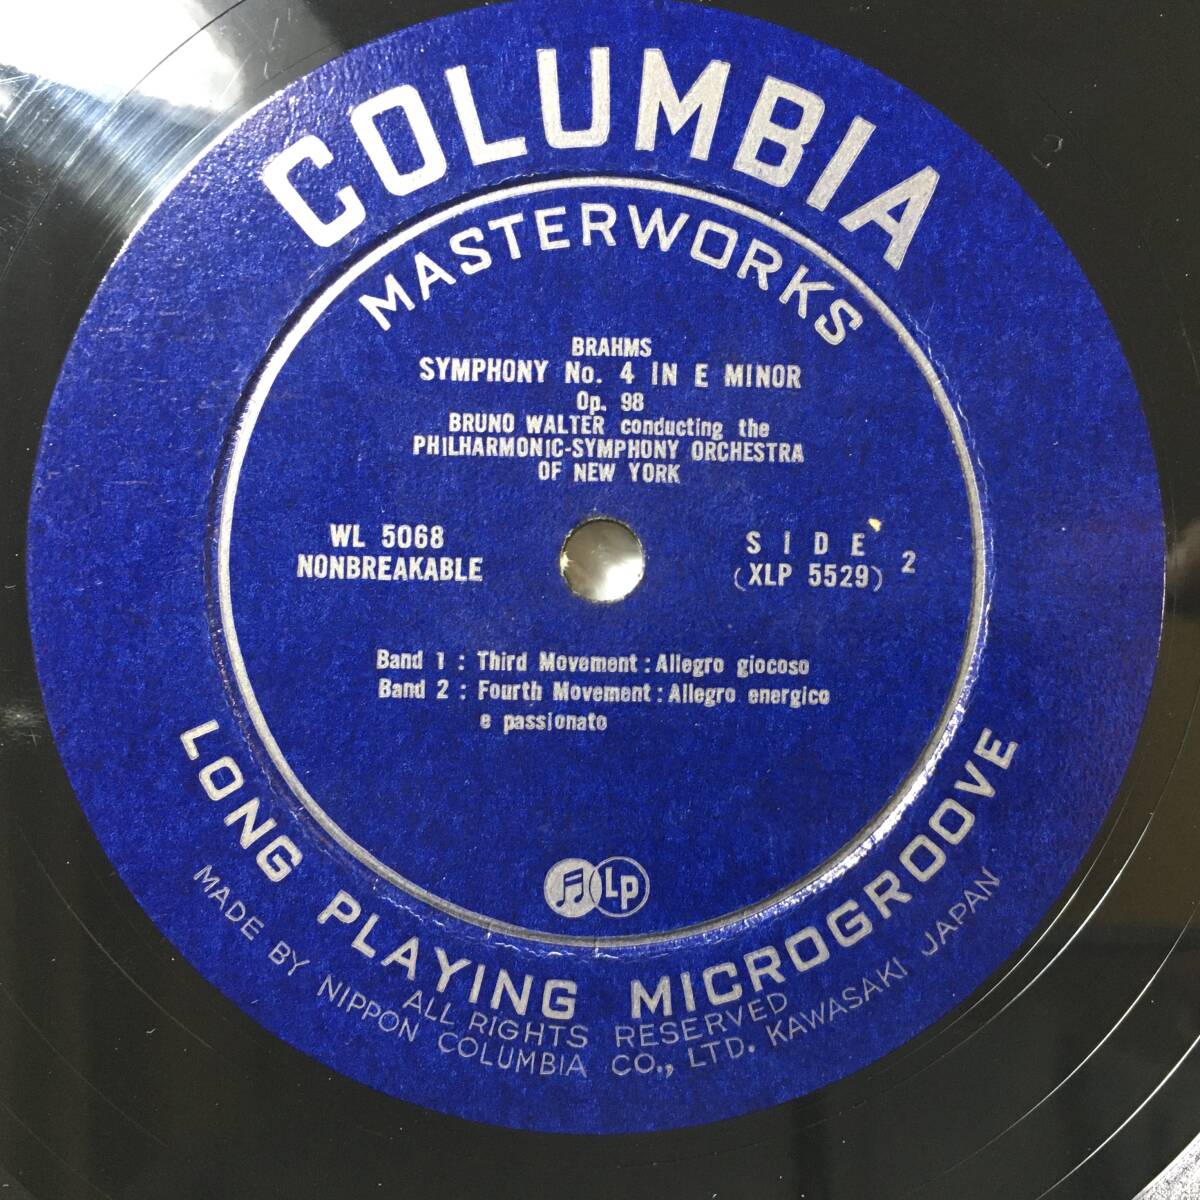 COLUMBIA
MASTERWORKS
BRAHMS
SYMPHONY No. 4 IN E MINOR
Op. 98
BRUNO WALTER conducting the
PHILHARMONIC-SYMPHONY ORCHESTRA
OF NEW YORK
WL 5068
NONBREAKABLE
SIDE 2
(XLP 5529)
Band 1 : Third Movement : Allegro giocoso
Band 2 : Fourth Movement : Allegro energico
e passionato
LP
LONG PLAYING MICROGROOVE
ALL RIGHTS RESERVED
MADE BY NIPPON COLUMBIA CO., LTD. KAWASAKI JAPAN